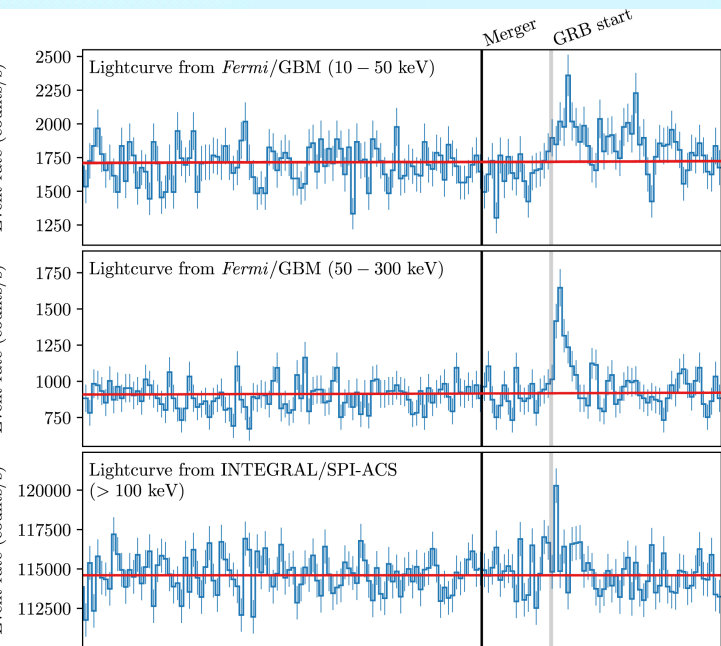 Merger
GRB start
Lightcurve from Fermi/GBM (10 – 50 keV)
2500
2250
2000
1750
1500
1250
Lightcurve from Fermi/GBM (50 – 300 keV)
1750
1500
1250
1000
750
Lightcurve from INTEGRAL/SPI-ACS
(> 100 keV)
120000
117500
115000
112500